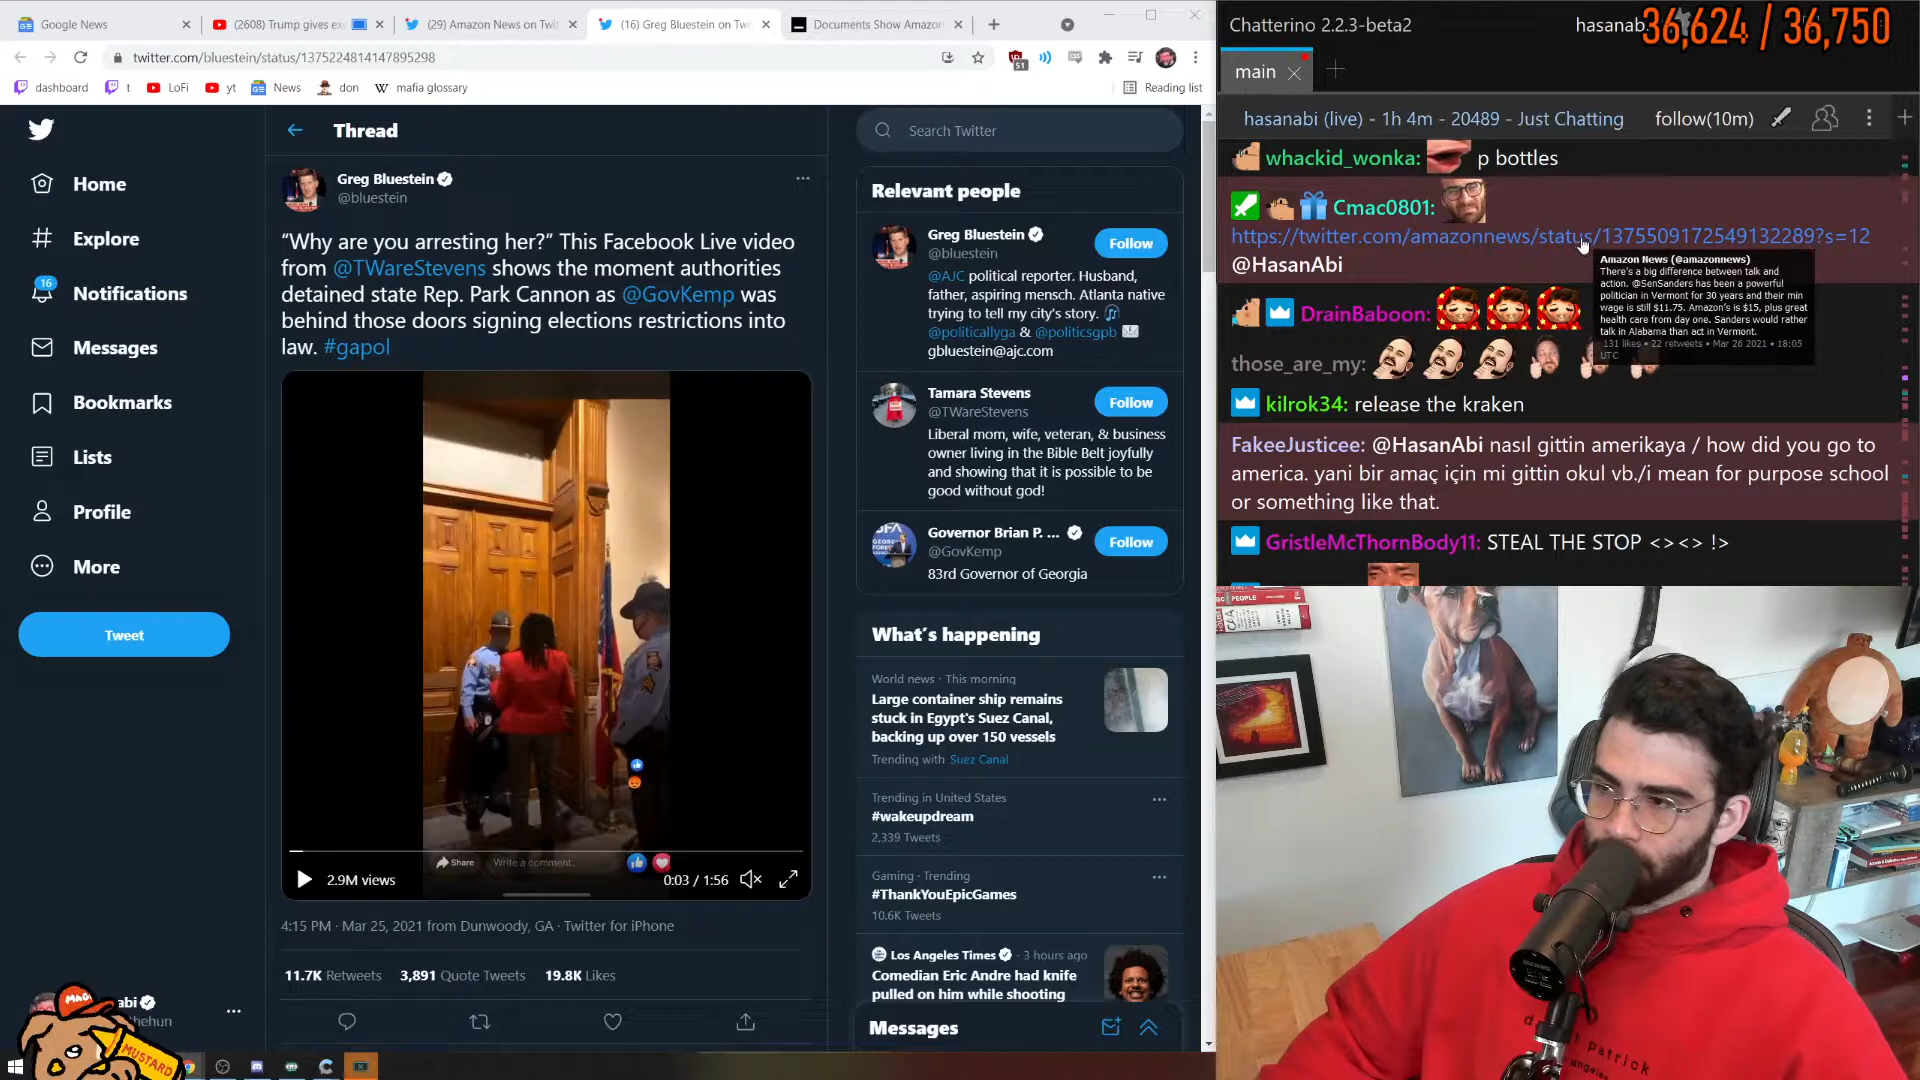 Google News
(2608) Trump gives ex
(29) Amazon News on Twi
(16) Greg Bluestein on Tw
Documents Show Amazon
twitter.com/bluestein/status/1375224814147895298
51
dashboard
t
LoFi
yt
News
don
mafia glossary
Reading list
Home
Explore
16
Notifications
Messages
Bookmarks
Lists
Profile
More
Tweet
Thread
Greg Bluestein
@bluestein
“Why are you arresting her?” This Facebook Live video
from @TWareStevens shows the moment authorities
detained state Rep. Park Cannon as @GovKemp was
behind those doors signing elections restrictions into
law. #gapol
Share
Write a comment...
2.9M views
0:03 / 1:56
4:15 PM · Mar 25, 2021 from Dunwoody, GA · Twitter for iPhone
11.7K Retweets 3,891 Quote Tweets 19.8K Likes
MUSTARD
Search Twitter
Relevant people
Greg Bluestein
@bluestein
Follow
@AJC political reporter. Husband,
father, aspiring mensch. Atlanta native
trying to tell my city's story.
@politicallyga & @politicsgpb
gbluestein@ajc.com
Tamara Stevens
@TWareStevens
Follow
Liberal mom, wife, veteran, & business
owner living in the Bible Belt joyfully
and showing that it is possible to be
good without god!
Governor Brian P. ...
@GovKemp
Follow
83rd Governor of Georgia
What's happening
World news · This morning
Large container ship remains
stuck in Egypt's Suez Canal,
backing up over 150 vessels
Trending with Suez Canal
Trending in United States
#wakeupdream
2,339 Tweets
Gaming · Trending
#ThankYouEpicGames
10.6K Tweets
Los Angeles Times · 3 hours ago
Comedian Eric Andre had knife
pulled on him while shooting
Messages
Chatterino 2.2.3-beta2
hasanab
36,624 / 36,750
main
hasanabi (live) - 1h 4m - 20489 - Just Chatting
follow(10m)
whackid_wonka: p bottles
Cmac0801:
https://twitter.com/amazonnews/status/1375509172549132289?s=12
@HasanAbi
Amazon News (@amazonnews)
There's a big difference between talk and
action. @SenSanders has been a powerful
politician in Vermont for 30 years and their min
wage is still $11.75. Amazon's is $15, plus great
health care from day one. Sanders would rather
talk in Alabama than act in Vermont.
131 likes • 22 retweets • Mar 26 2021 • 18:05
UTC
DrainBaboon:
those_are_my:
kilrok34: release the kraken
FakeeJusticee: @HasanAbi nasıl gittin amerikaya / how did you go to
america. yani bir amaç için mi gittin okul vb./i mean for purpose school
or something like that.
GristleMcThornBody11: STEAL THE STOP <><> !>